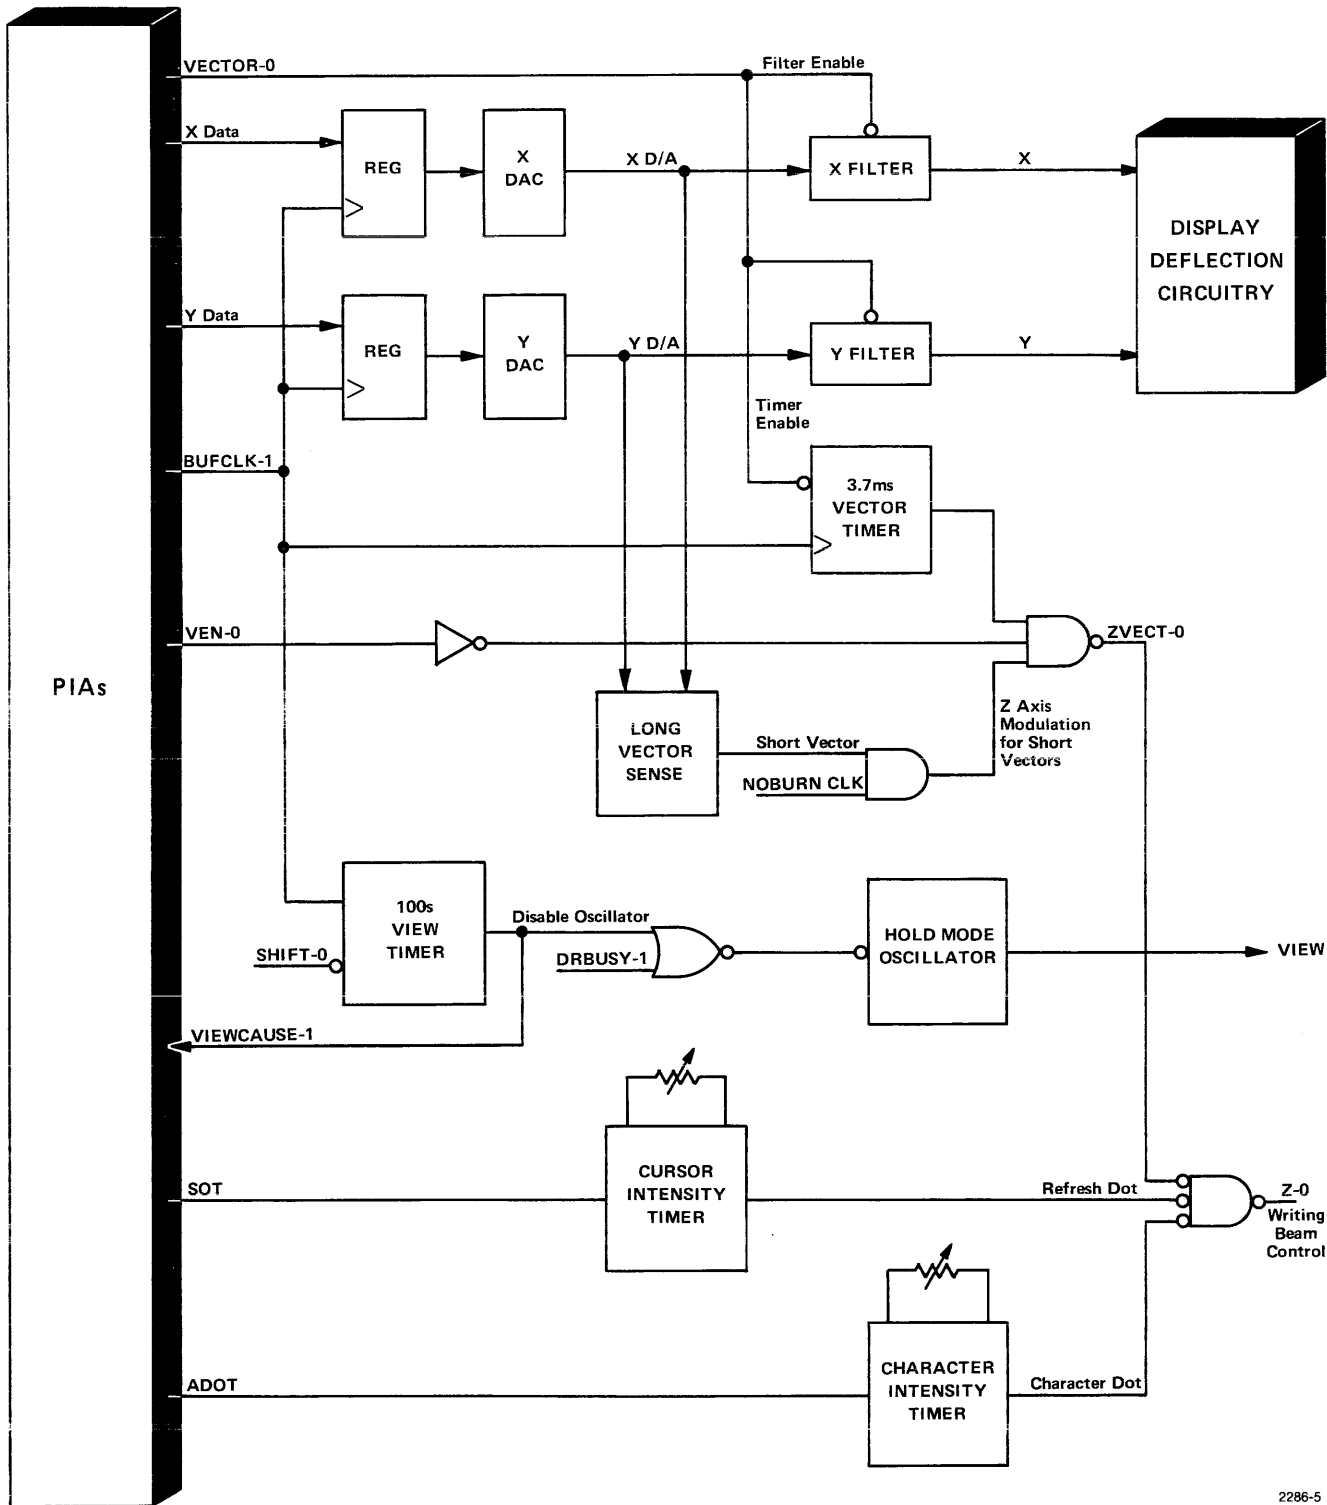 VECTOR-0
Filter Enable
X Data
REG
X
DAC
X D/A
X FILTER
X
DISPLAY
DEFLECTION
CIRCUITRY
Y Data
REG
Y
DAC
Y D/A
Y FILTER
Y
Timer
Enable
BUFCLK-1
3.7ms
VECTOR
TIMER
VEN-0
ZVECT-0
PIAs
LONG
VECTOR
SENSE
Short Vector
NOBURN CLK
Z Axis
Modulation
for Short
Vectors
100s
VIEW
TIMER
SHIFT-0
Disable Oscillator
DRBUSY-1
HOLD MODE
OSCILLATOR
VIEW
VIEWCAUSE-1
SOT
CURSOR
INTENSITY
TIMER
Refresh Dot
Z-0
Writing
Beam
Control
ADOT
CHARACTER
INTENSITY
TIMER
Character Dot
2286-5